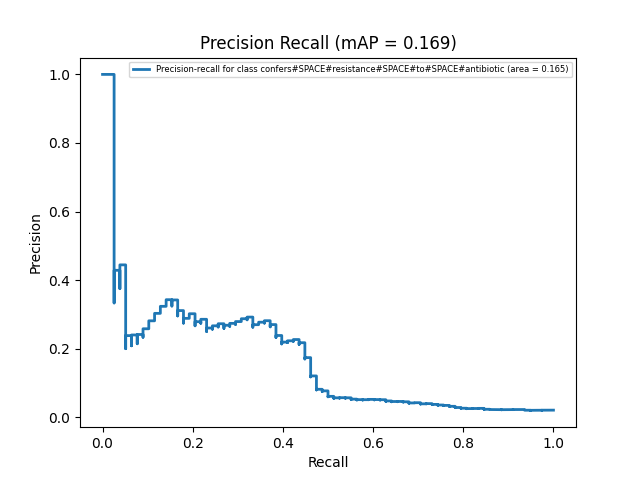 Precision Recall (mAP = 0.169)
Precision-recall for class confers#SPACE#resistance#SPACE#to#SPACE#antibiotic (area = 0.165)
1.0
0.8
0.6
0.4
0.2
0.0
Precision
0.0 0.2 0.4 0.6 0.8 1.0
Recall